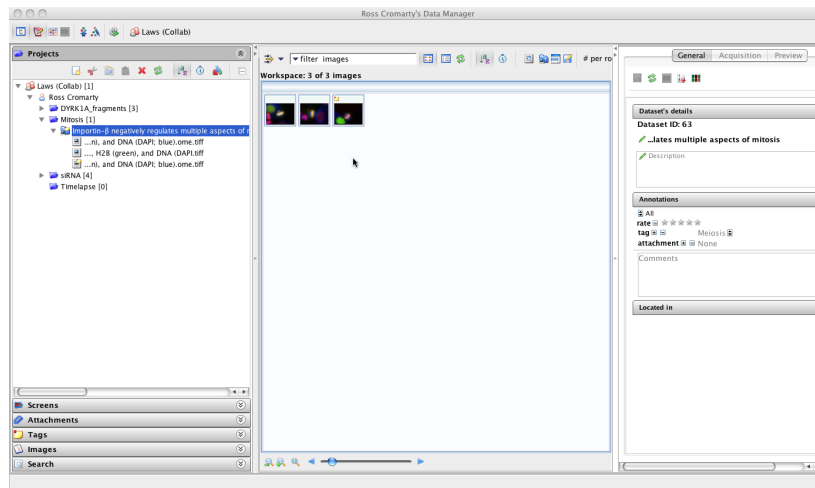 Ross Cromarty's Data Manager
Laws (Collab)
Projects
Laws (Collab) [1]
Ross Cromarty
DYRK1A_fragments [3]
Mitosis [1]
Importin-β negatively regulates multiple aspects of
...n), and DNA (DAPI; blue).ome.tiff
..., H2B (green), and DNA (DAPI.tiff
...n), and DNA (DAPI; blue).ome.tiff
siRNA [4]
Timelapse [0]
Screens
Attachments
Tags
Images
Search
filter images
# per ro
Workspace: 3 of 3 images
General Acquisition Preview
Dataset's details
Dataset ID: 63
...lates multiple aspects of mitosis
Description
Annotations
All
rate
tag Meiosis
attachment None
Comments
Located in